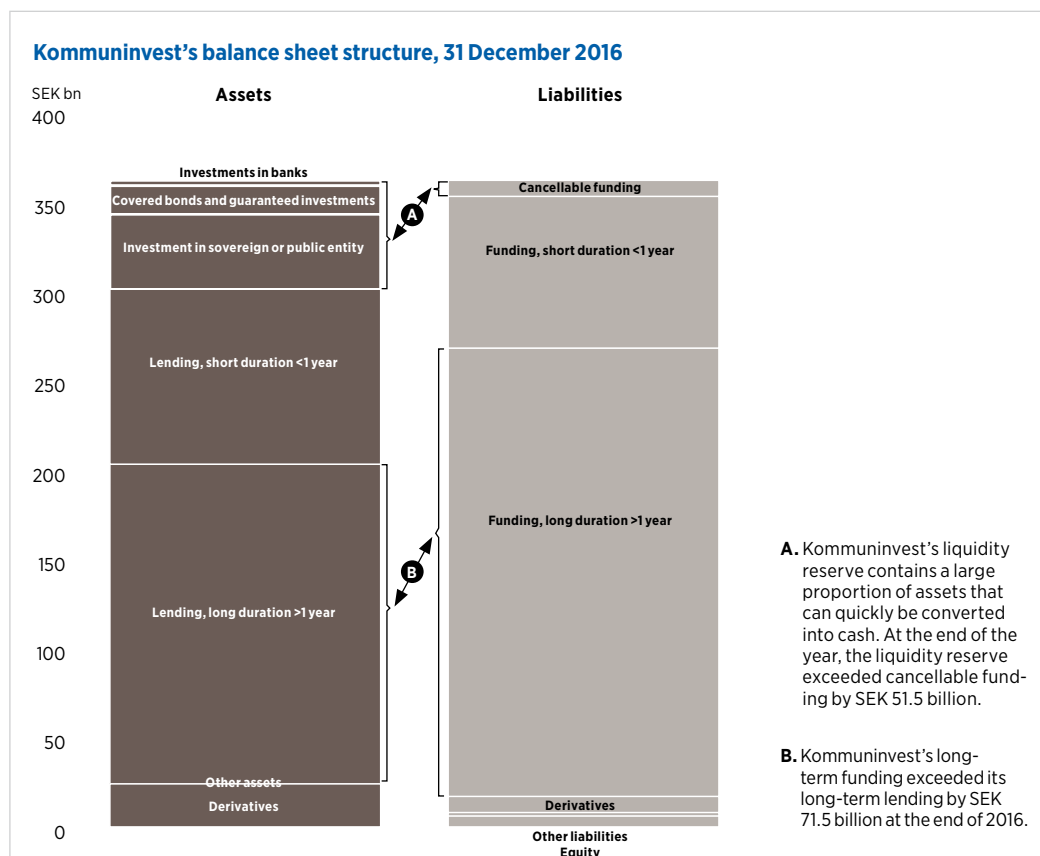 Kommuninvest's balance sheet structure, 31 December 2016
SEK bn
Assets
Liabilities
400
350
300
250
200
150
100
50
0
Investments in banks
Covered bonds and guaranteed investments
Investment in sovereign or public entity
Lending, short duration <1 year
Lending, long duration >1 year
Other assets
Derivatives
A
B
Cancellable funding
Funding, short duration <1 year
Funding, long duration >1 year
Derivatives
Other liabilities
Equity
A. Kommuninvest's liquidity
reserve contains a large
proportion of assets that
can quickly be converted
into cash. At the end of the
year, the liquidity reserve
exceeded cancellable fund-
ing by SEK 51.5 billion.
B. Kommuninvest's long-
term funding exceeded its
long-term lending by SEK
71.5 billion at the end of 2016.